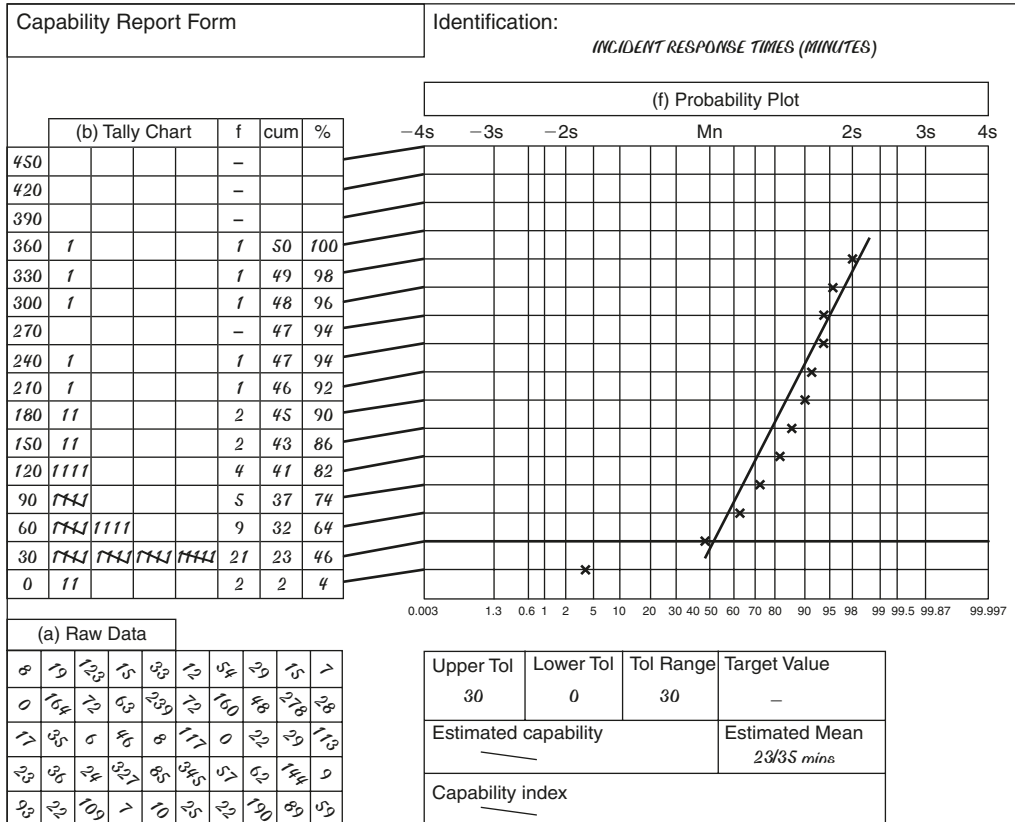 Capability Report Form
Identification:
INCIDENT RESPONSE TIMES (MINUTES)
(f) Probability Plot
(b) Tally Chart f cum %
−4s −3s −2s Mn 2s 3s 4s
450 –
420 –
390 –
360 1 1 50 100
330 1 1 49 98
300 1 1 48 96
270 – 47 94
240 1 1 47 94
210 1 1 46 92
180 11 2 45 90
150 11 2 43 86
120 1111 4 41 82
90 5 37 74
60 1111 9 32 64
30 21 23 46
0 11 2 2 4
0.003 1.3 0.6 1 2 5 10 20 30 40 50 60 70 80 90 95 98 99 99.5 99.87 99.997
(a) Raw Data
8 19 123 15 33 12 54 29 15 7
0 164 72 63 239 72 160 48 278 28
17 35 6 46 8 117 0 22 29 113
23 36 24 327 85 345 57 62 144 9
93 22 109 7 10 25 22 190 89 59
Upper Tol Lower Tol Tol Range Target Value
30 0 30 –
Estimated capability
Estimated Mean
23/35 mins
Capability index